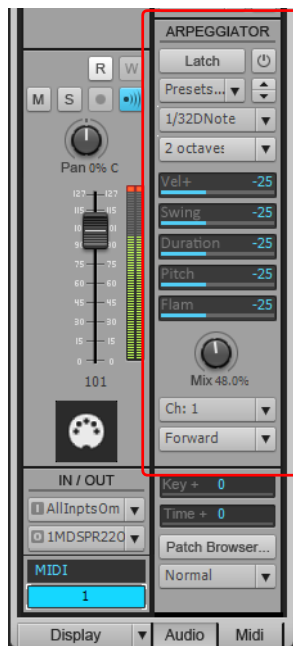 R W
M S
Pan 0% C
127 127
115 115
90
75 75
60 60
45 45
30 30
15 15
0 0
101
IN / OUT
AllInptsOm
1MDSPR220
MIDI
1
Display
ARPEGGIATOR
Latch
Presets...
1/32DNote
2 octaves
Vel+ -25
Swing -25
Duration -25
Pitch -25
Flam -25
Mix 48.0%
Ch: 1
Forward
Key + 0
Time + 0
Patch Browser...
Normal
Audio Midi